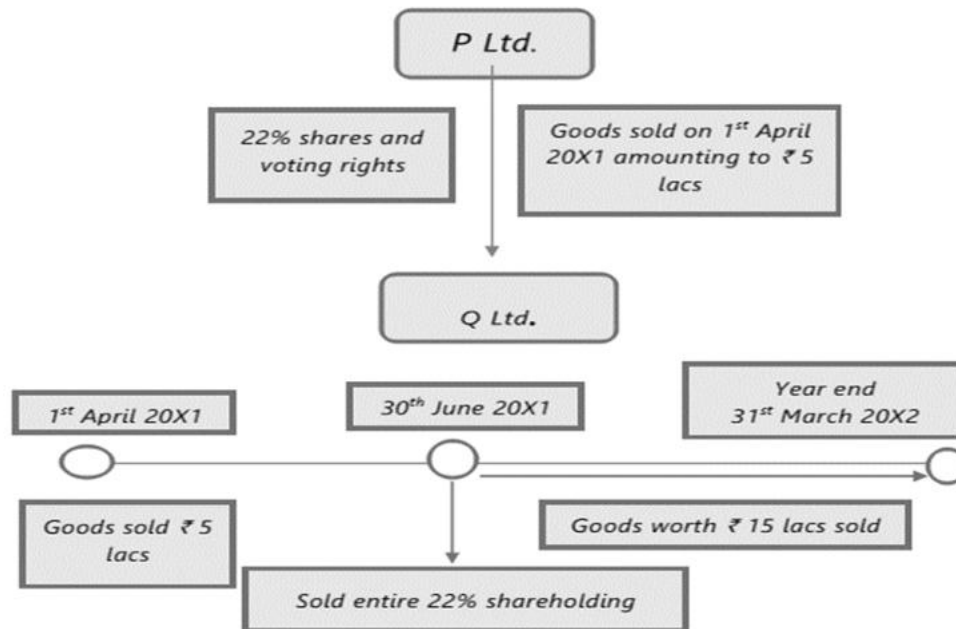 P Ltd.
22% shares and
voting rights
Goods sold on 1st April
20X1 amounting to ₹ 5
lacs
Q Ltd.
1st April 20X1
30th June 20X1
Year end
31st March 20X2
Goods sold ₹ 5
lacs
Goods worth ₹ 15 lacs sold
Sold entire 22% shareholding